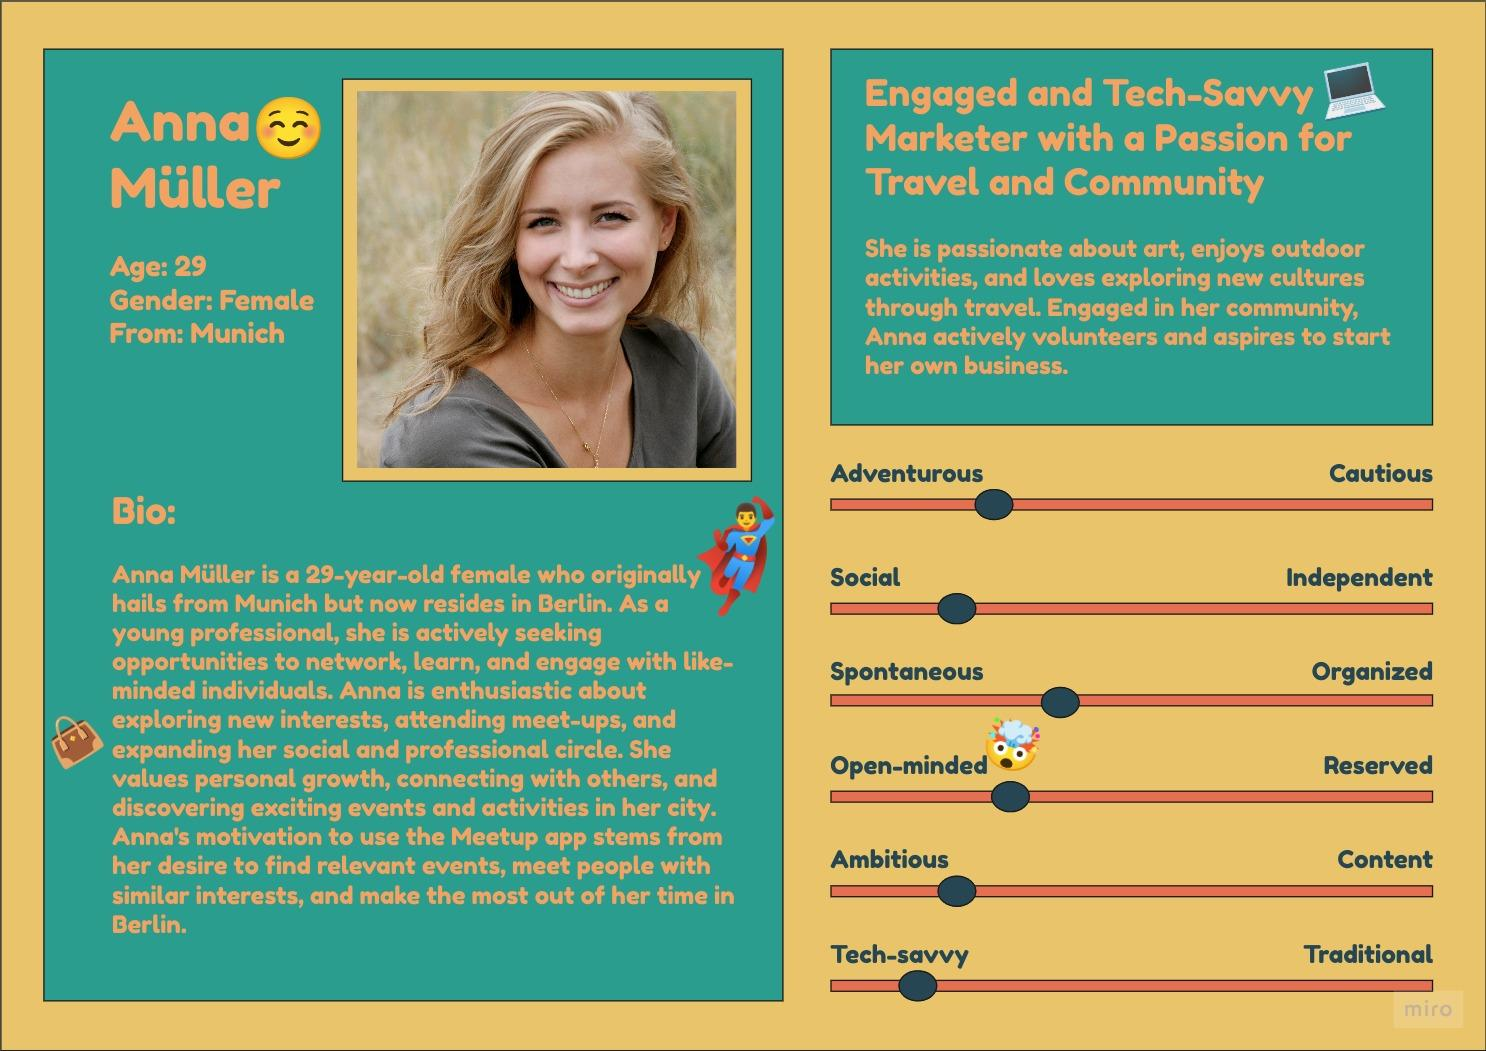 Anna
Müller
Age: 29
Gender: Female
From: Munich
Bio:
Anna Müller is a 29-year-old female who originally
hails from Munich but now resides in Berlin. As a
young professional, she is actively seeking
opportunities to network, learn, and engage with like-
minded individuals. Anna is enthusiastic about
exploring new interests, attending meet-ups, and
expanding her social and professional circle. She
values personal growth, connecting with others, and
discovering exciting events and activities in her city.
Anna's motivation to use the Meetup app stems from
her desire to find relevant events, meet people with
similar interests, and make the most out of her time in
Berlin.
Engaged and Tech-Savvy
Marketer with a Passion for
Travel and Community
She is passionate about art, enjoys outdoor
activities, and loves exploring new cultures
through travel. Engaged in her community,
Anna actively volunteers and aspires to start
her own business.
Adventurous Cautious
Social Independent
Spontaneous Organized
Open-minded Reserved
Ambitious Content
Tech-savvy Traditional
miro